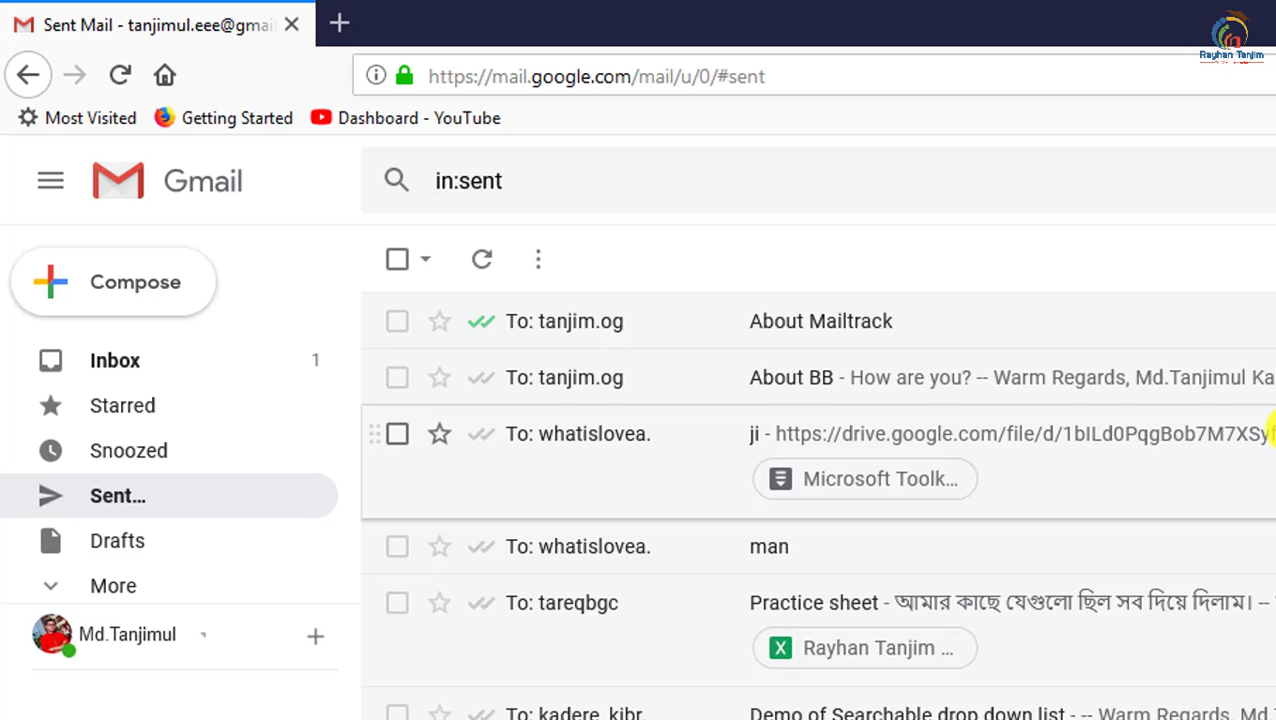 Sent Mail - tanjimul.eee@gmai
Rayhan Tanjim
https://mail.google.com/mail/u/0/#sent
Most Visited Getting Started Dashboard - YouTube
Gmail
in:sent
Compose
To: tanjim.og About Mailtrack
Inbox 1
To: tanjim.og About BB - How are you? -- Warm Regards, Md.Tanjimul Ka
Starred
To: whatislovea. ji - https://drive.google.com/file/d/1bILd0PqgBob7M7XSyf
Snoozed
Microsoft Toolk...
Sent...
Drafts
To: whatislovea. man
More
To: tareqbgc Practice sheet - আমার কাছে যেগুলো ছিল সব দিয়ে দিলাম। --
Md.Tanjimul
Rayhan Tanjim ...
To: kadere_kibr. Demo of Searchable drop down list - -- Warm Regards, Md.T